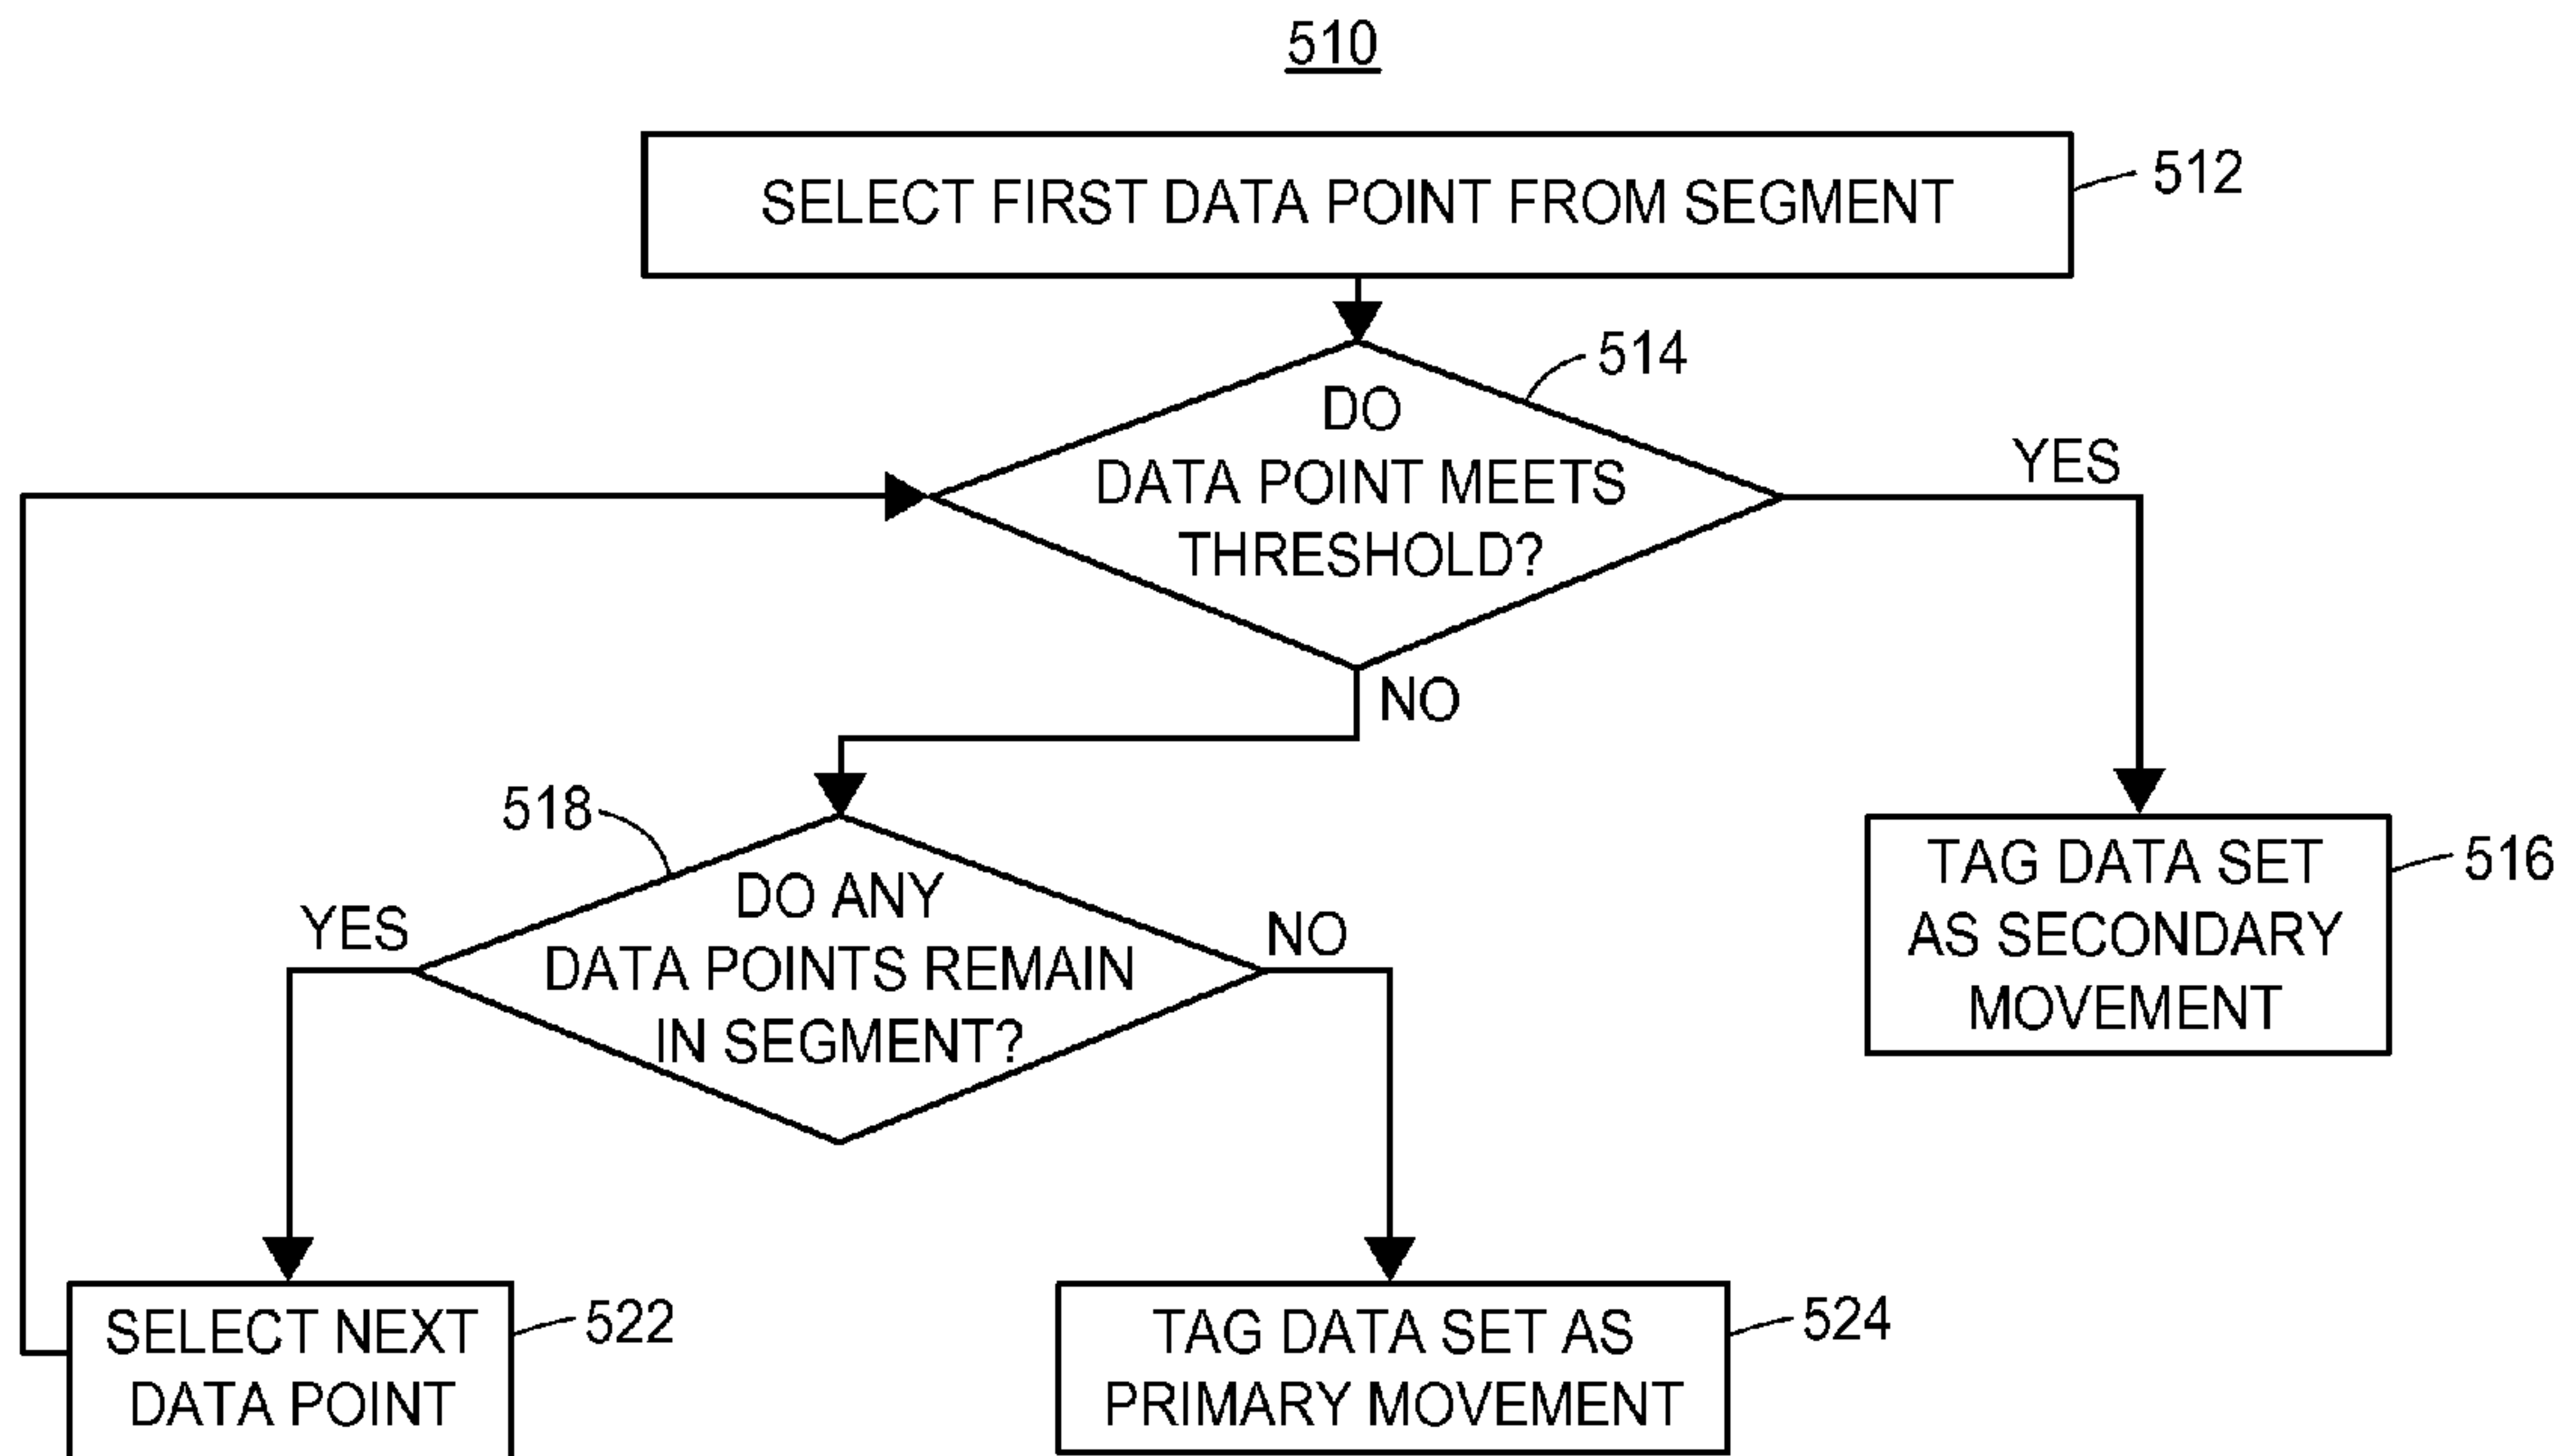 510
SELECT FIRST DATA POINT FROM SEGMENT
512
DO
DATA POINT MEETS
THRESHOLD?
514
YES
NO
TAG DATA SET
AS SECONDARY
MOVEMENT
516
518
DO ANY
DATA POINTS REMAIN
IN SEGMENT?
YES
NO
SELECT NEXT
DATA POINT
522
TAG DATA SET AS
PRIMARY MOVEMENT
524